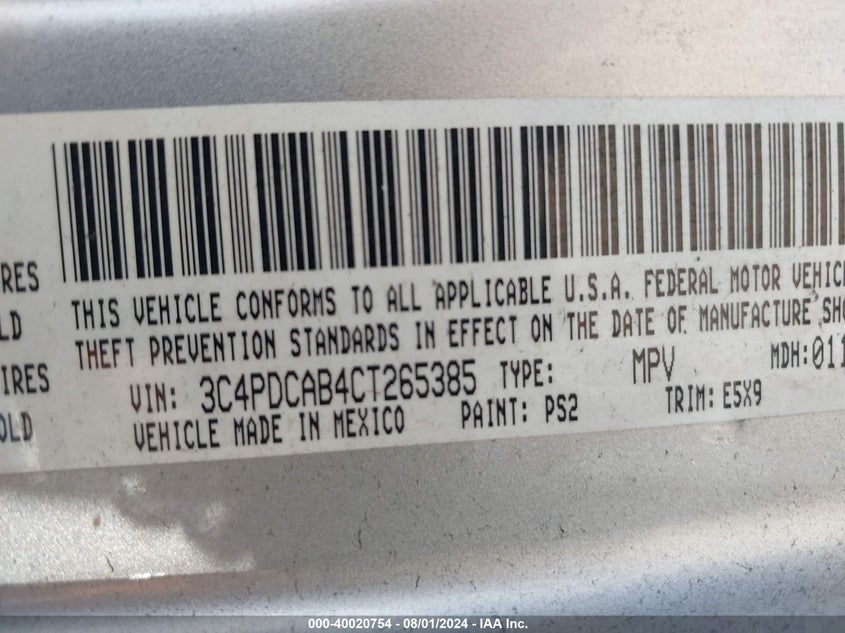 RES
LD
IRES
OLD
THIS VEHICLE CONFORMS TO ALL APPLICABLE U.S.A. FEDERAL MOTOR VEHIC
THEFT PREVENTION STANDARDS IN EFFECT ON THE DATE OF MANUFACTURE SHO
VIN: 3C4PDCAB4CT265385 TYPE: MPV MDH:011
VEHICLE MADE IN MEXICO PAINT: PS2 TRIM: E5X9
000-40020754 - 08/01/2024 - IAA Inc.